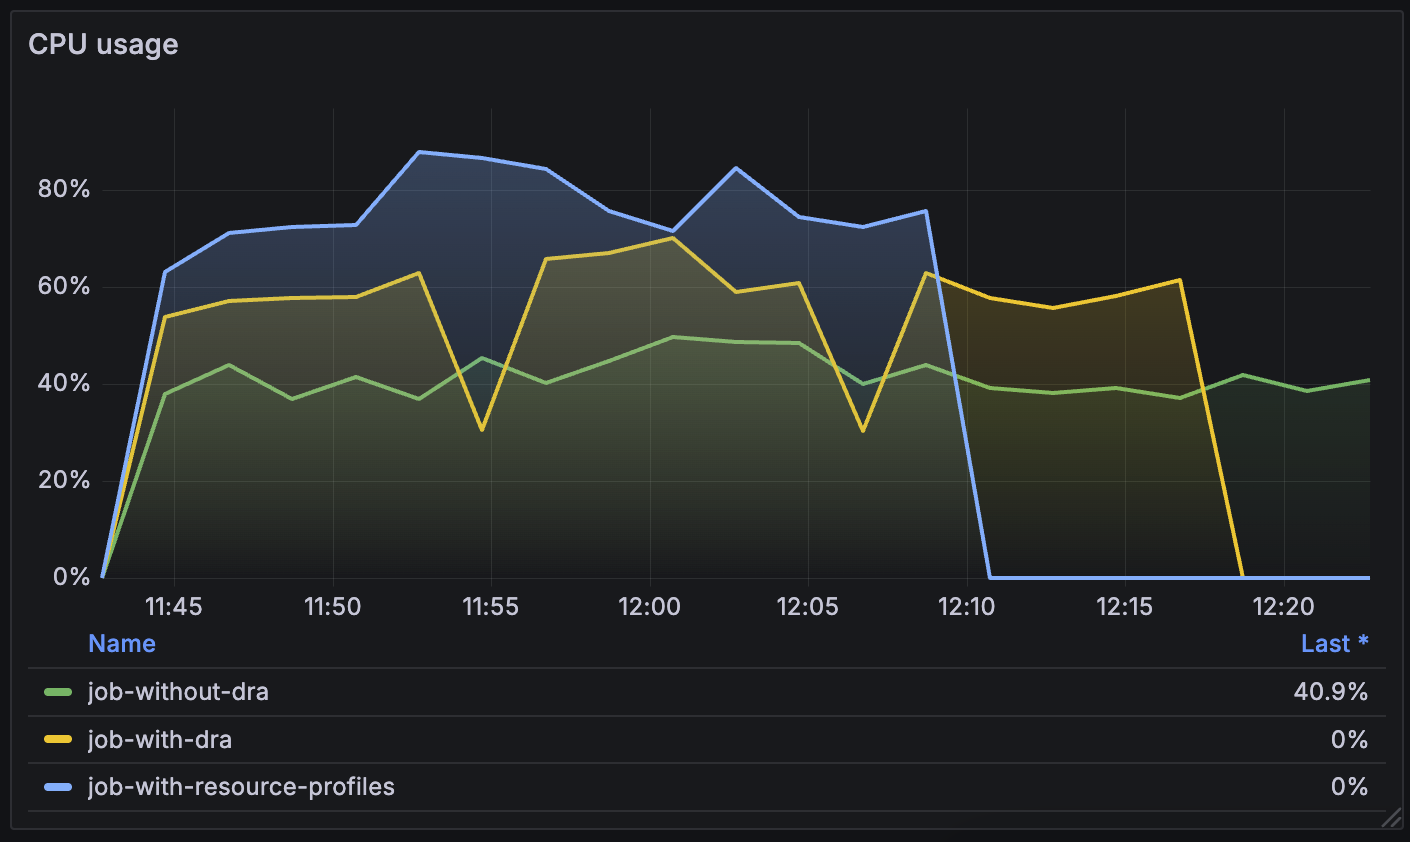 CPU usage
80%
60%
40%
20%
0%
11:45 11:50 11:55 12:00 12:05 12:10 12:15 12:20
Name Last *
job-without-dra 40.9%
job-with-dra 0%
job-with-resource-profiles 0%